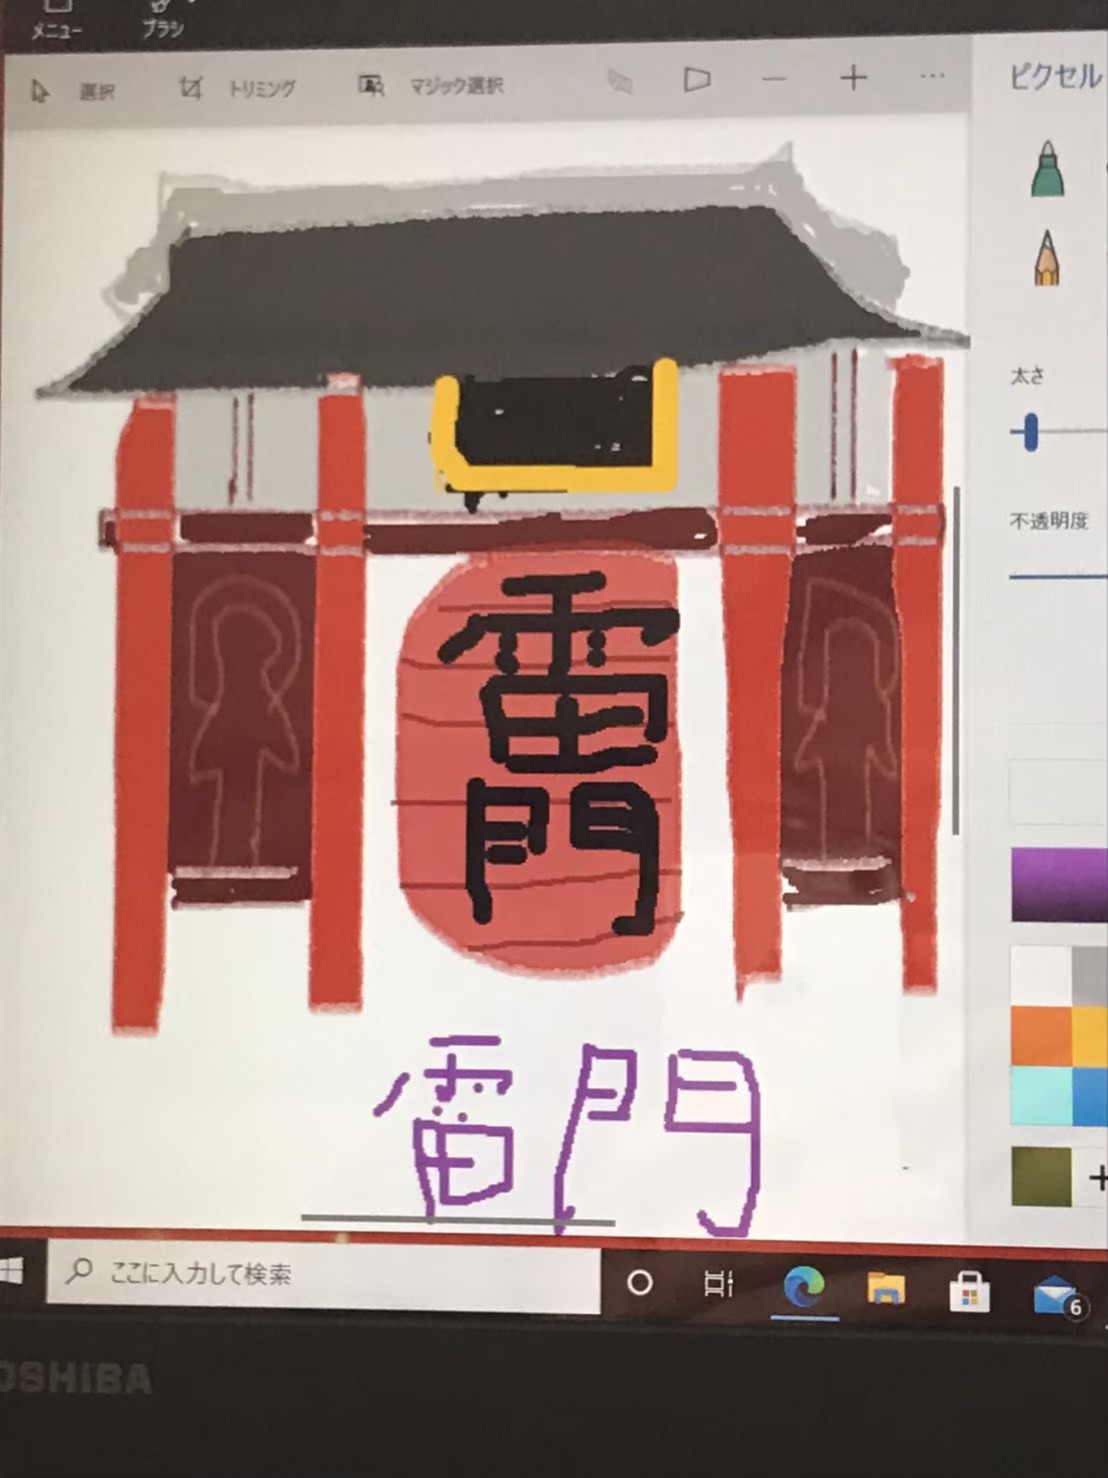 メニュー ブラシ
選択 トリミング マジック選択
ピクセル
太さ
不透明度
雷
門
雷門
ここに入力して検索
6
OSHIBA